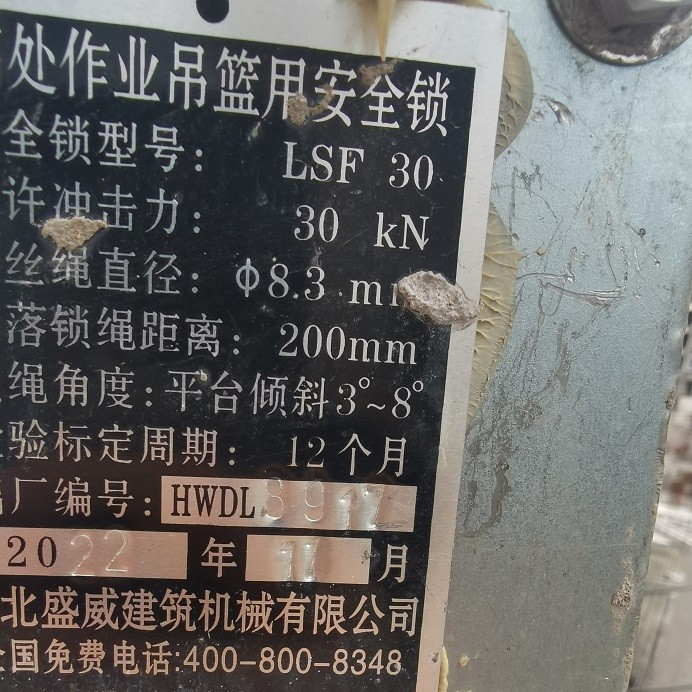 处作业吊篮用安全锁
全锁型号: LSF 30
许冲击力: 30 kN
丝绳直径: Φ8.3 mm
落锁绳距离: 200mm
绳角度:平台倾斜3°~8°
验标定周期: 12个月
厂编号:HWDL
2022 年 月
北盛威建筑机械有限公司
全国免费电话:400-800-8348